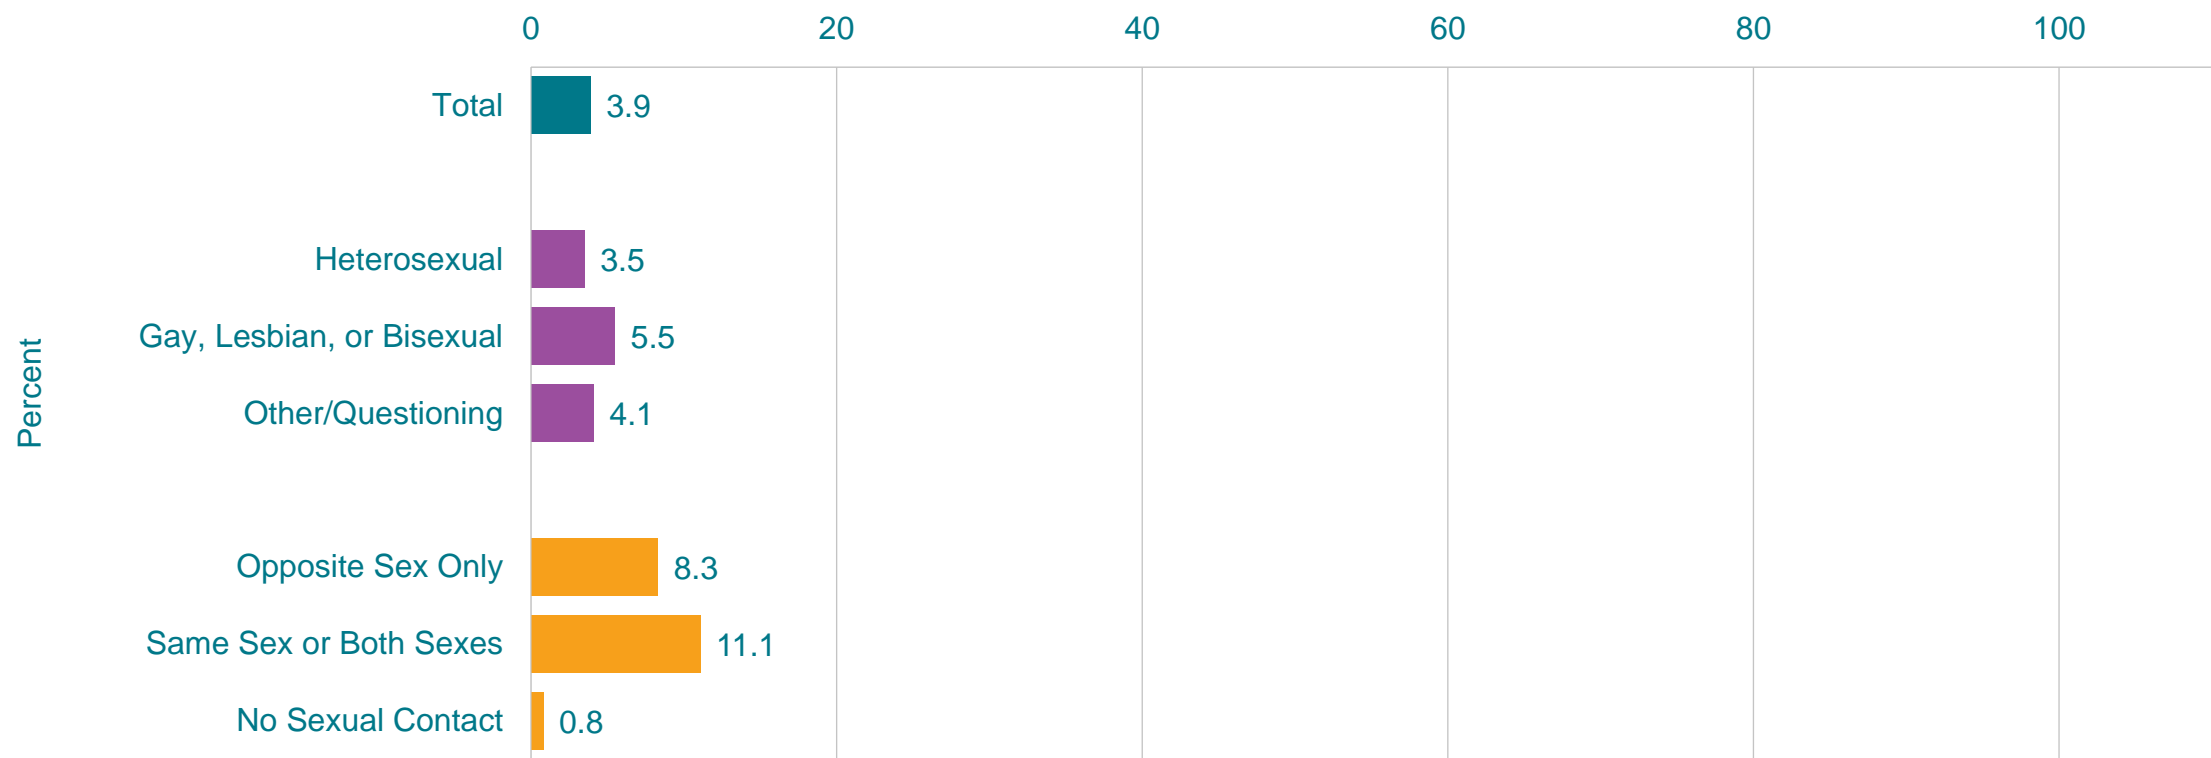 0 20 40 60 80 100
Total 3.9
Heterosexual 3.5
Gay, Lesbian, or Bisexual 5.5
Other/Questioning 4.1
Opposite Sex Only 8.3
Same Sex or Both Sexes 11.1
No Sexual Contact 0.8
Percent